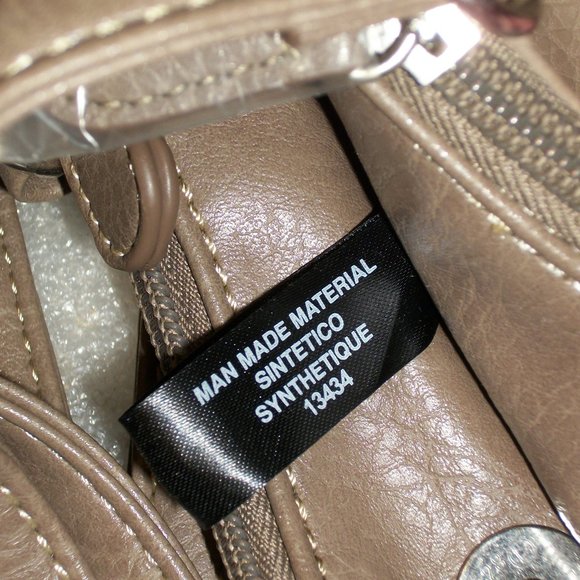 MAN MADE MATERIAL
SINTETICO
SYNTHETIQUE
13434